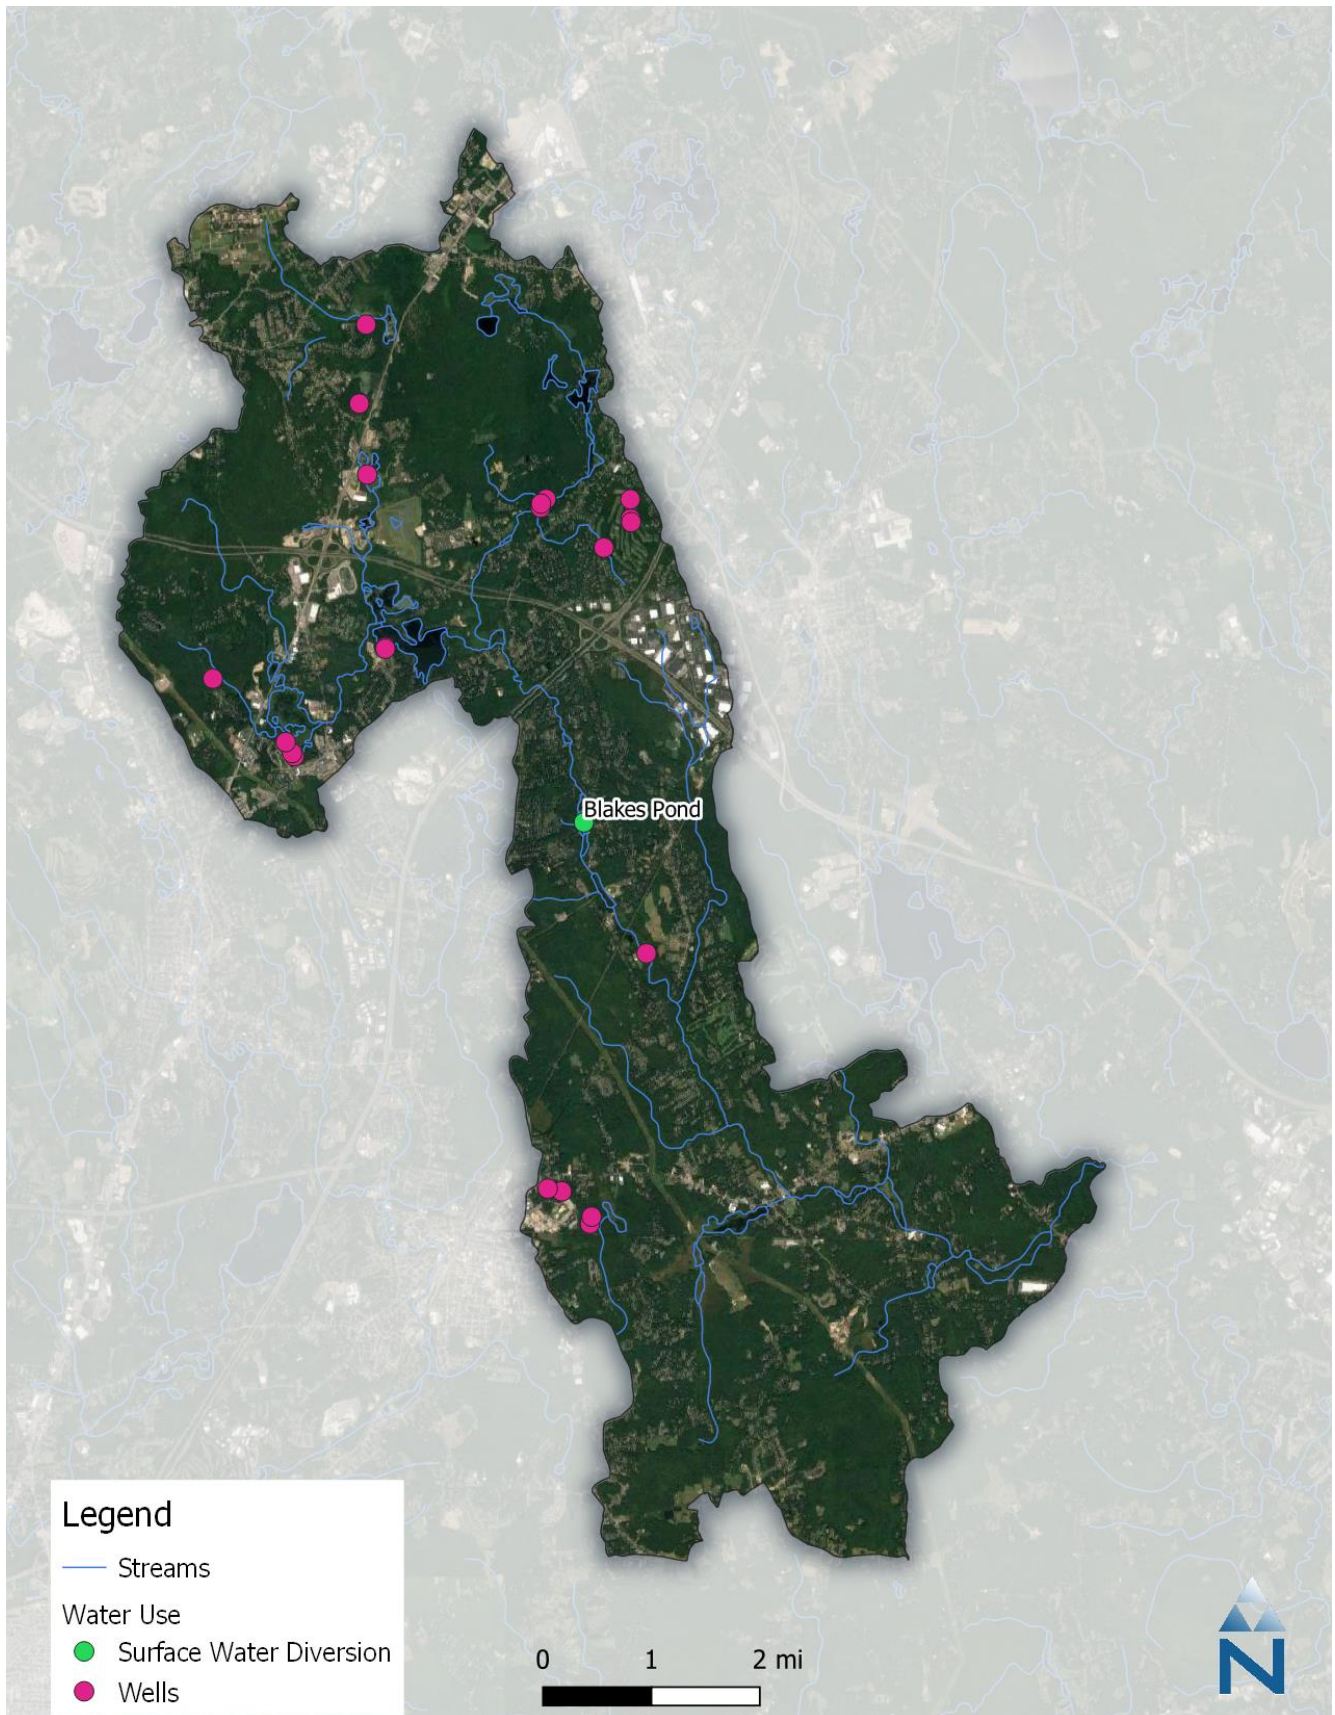 Blakes Pond
Legend
Streams
Water Use
Surface Water Diversion
Wells
0 1 2 mi
N